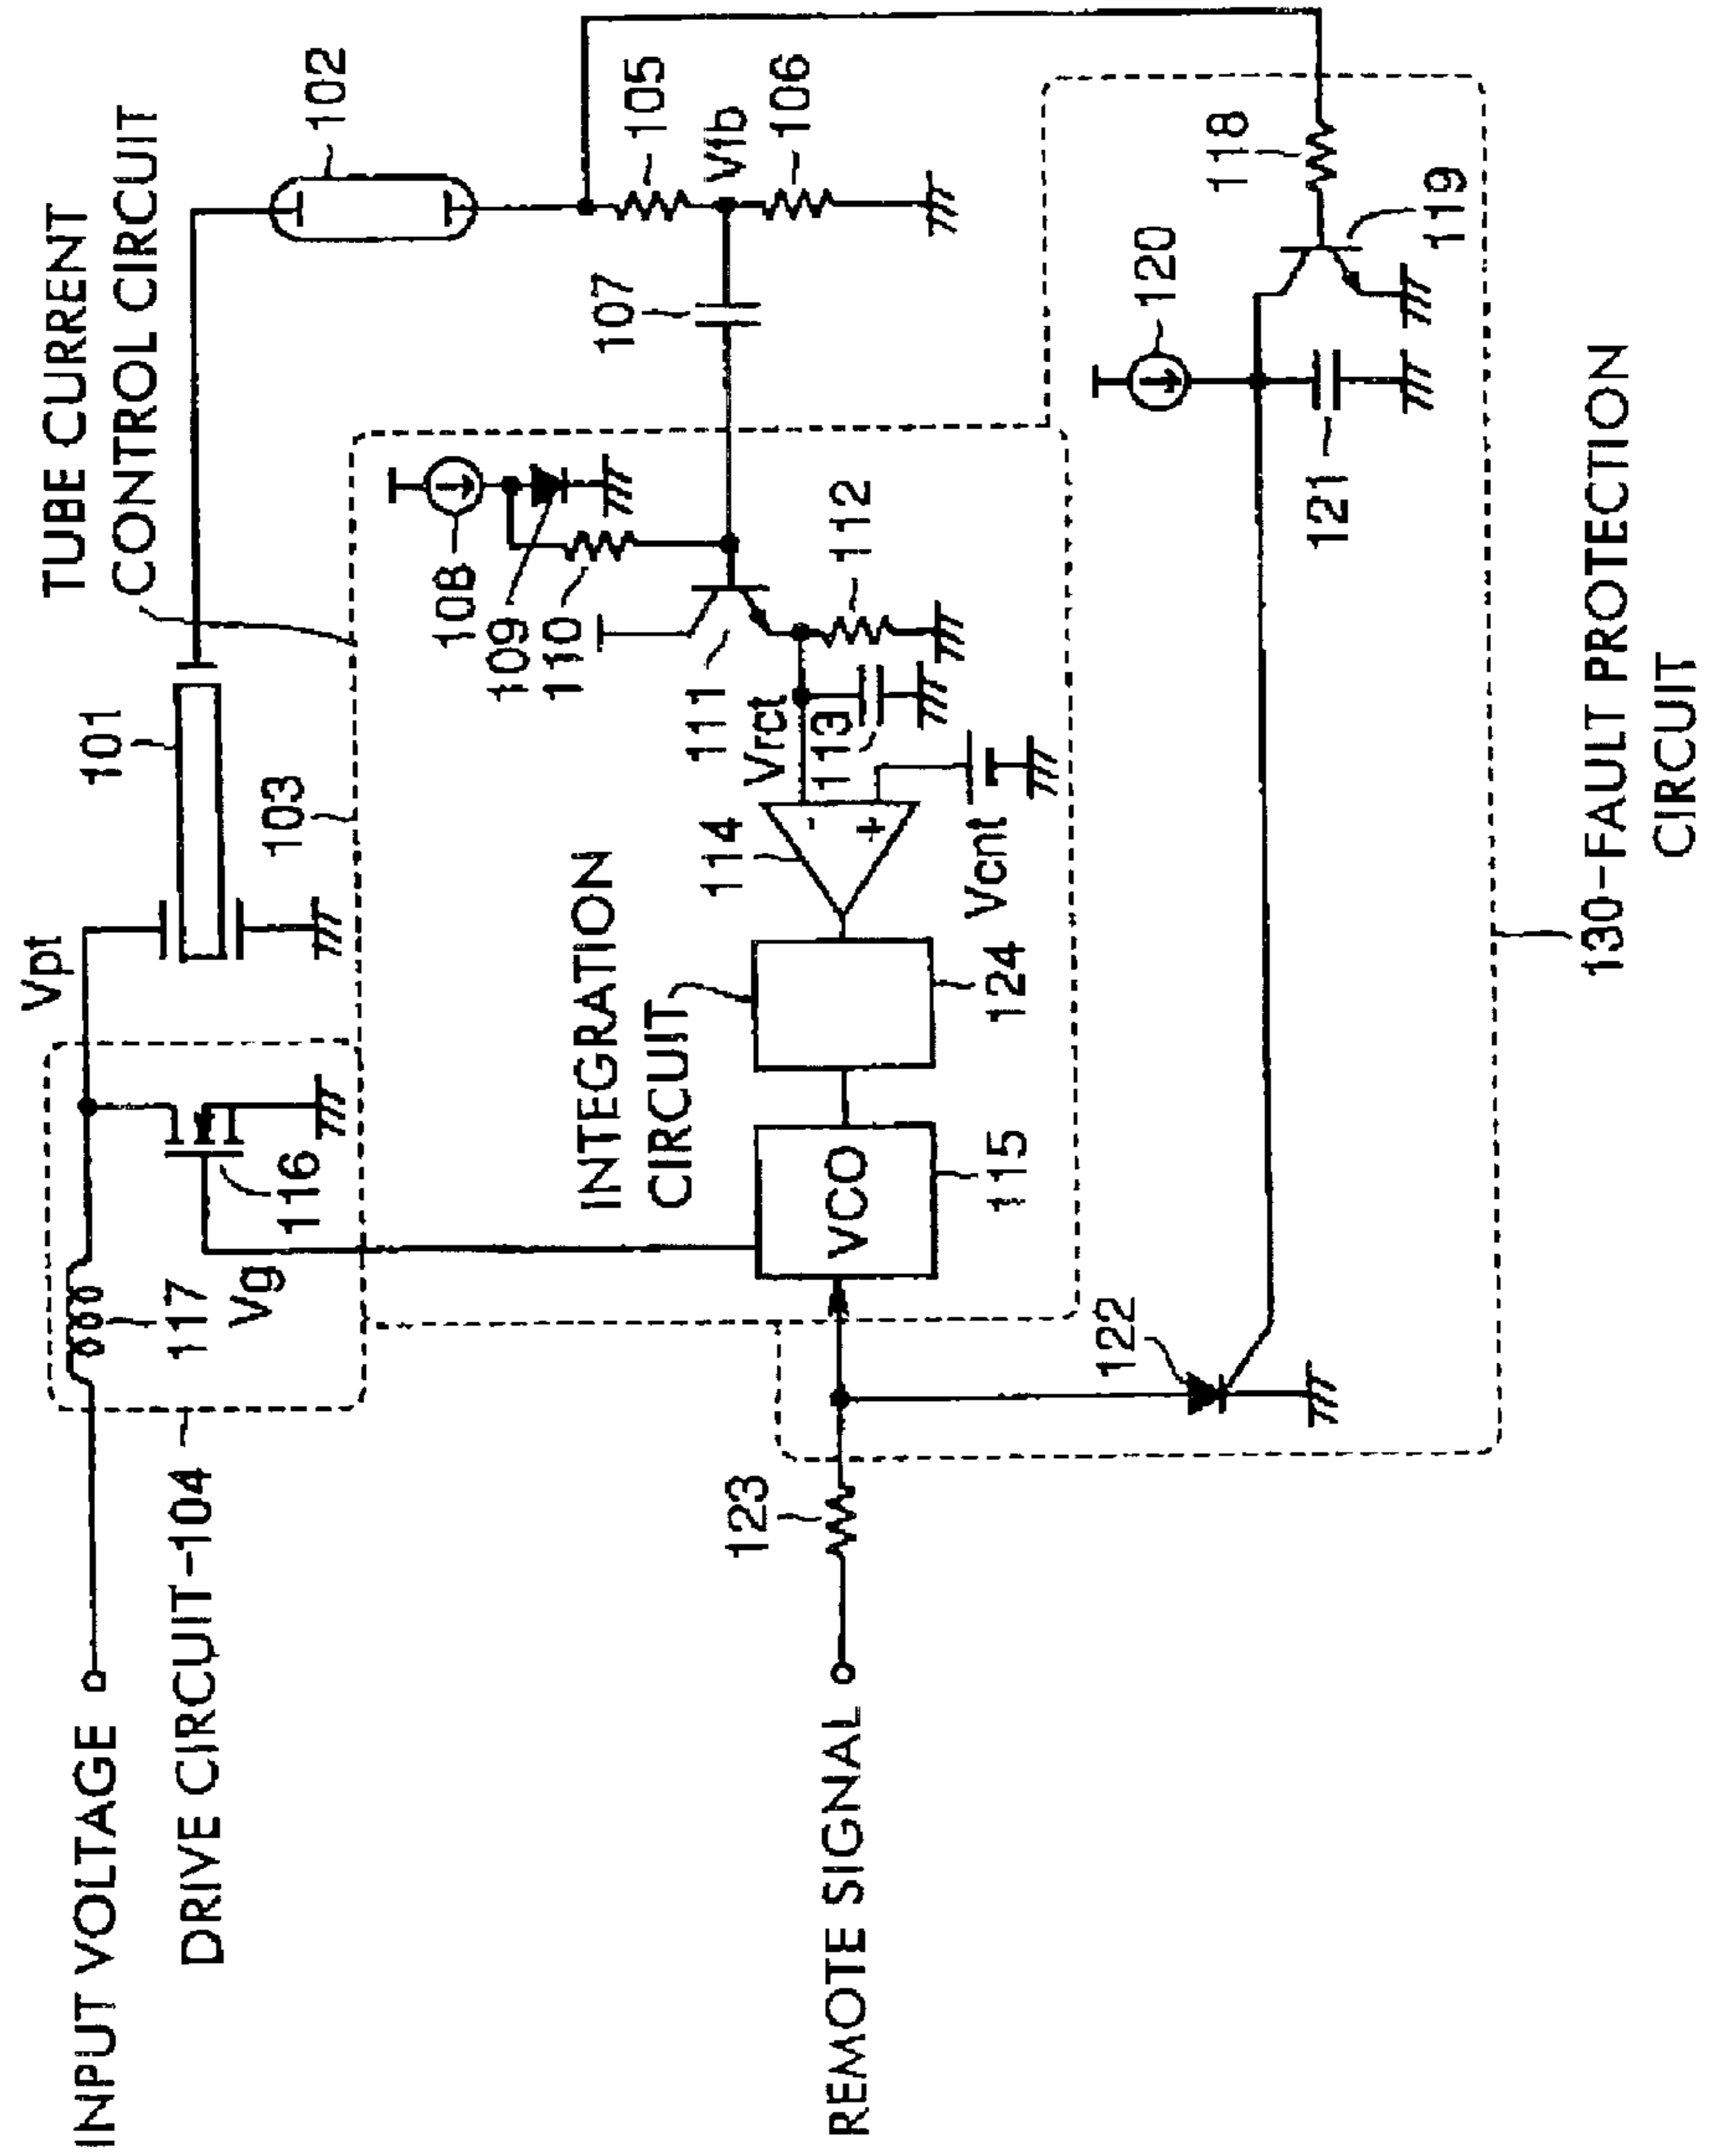 INPUT VOLTAGE
DRIVE CIRCUIT-104
117
Vg
116
Vpt
101
103
TUBE CURRENT
CONTROL CIRCUIT
102
105
V1b
106
107
108
109
110
111
112
Vrct
113
114
Vcnt
INTEGRATION
CIRCUIT
124
VCO
115
REMOTE SIGNAL
123
122
118
119
120
121
130-FAULT PROTECTION
CIRCUIT
-
+